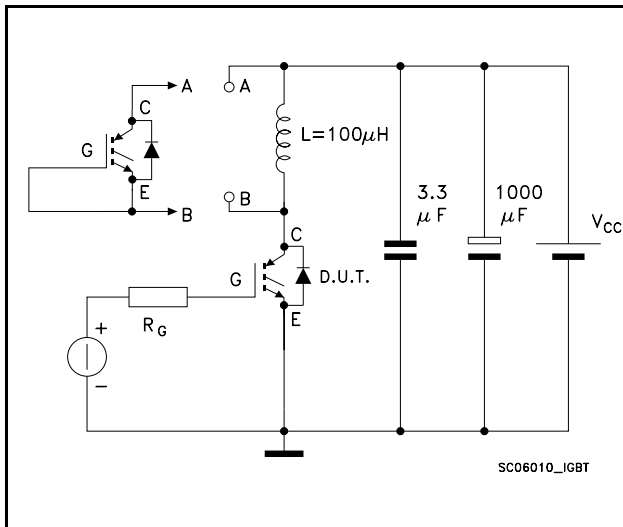 A
A
C
G
L=100μH
E
B
B
3.3
μF
1000
μF
VCC
C
G
D.U.T.
E
RG
+
–
SC06010_IGBT